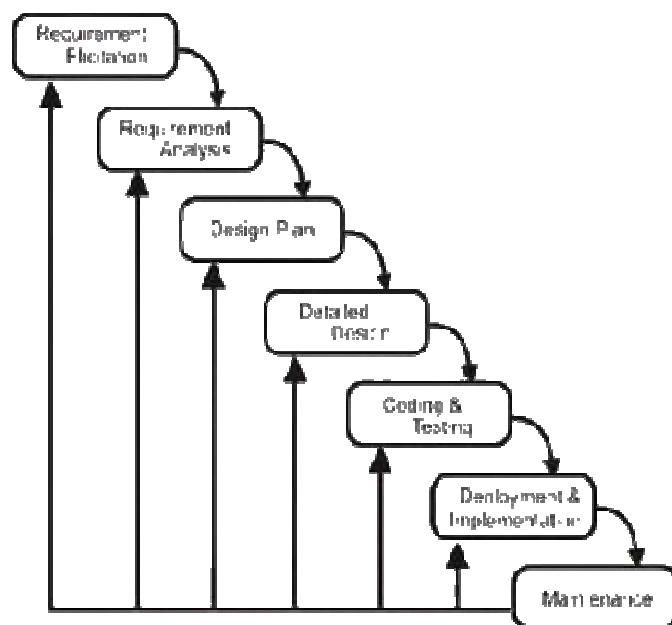 Requirement
Elicitation
Requirement
Analysis
Design Plan
Detailed
Design
Coding &
Testing
Deployment &
Implementation
Maintenance